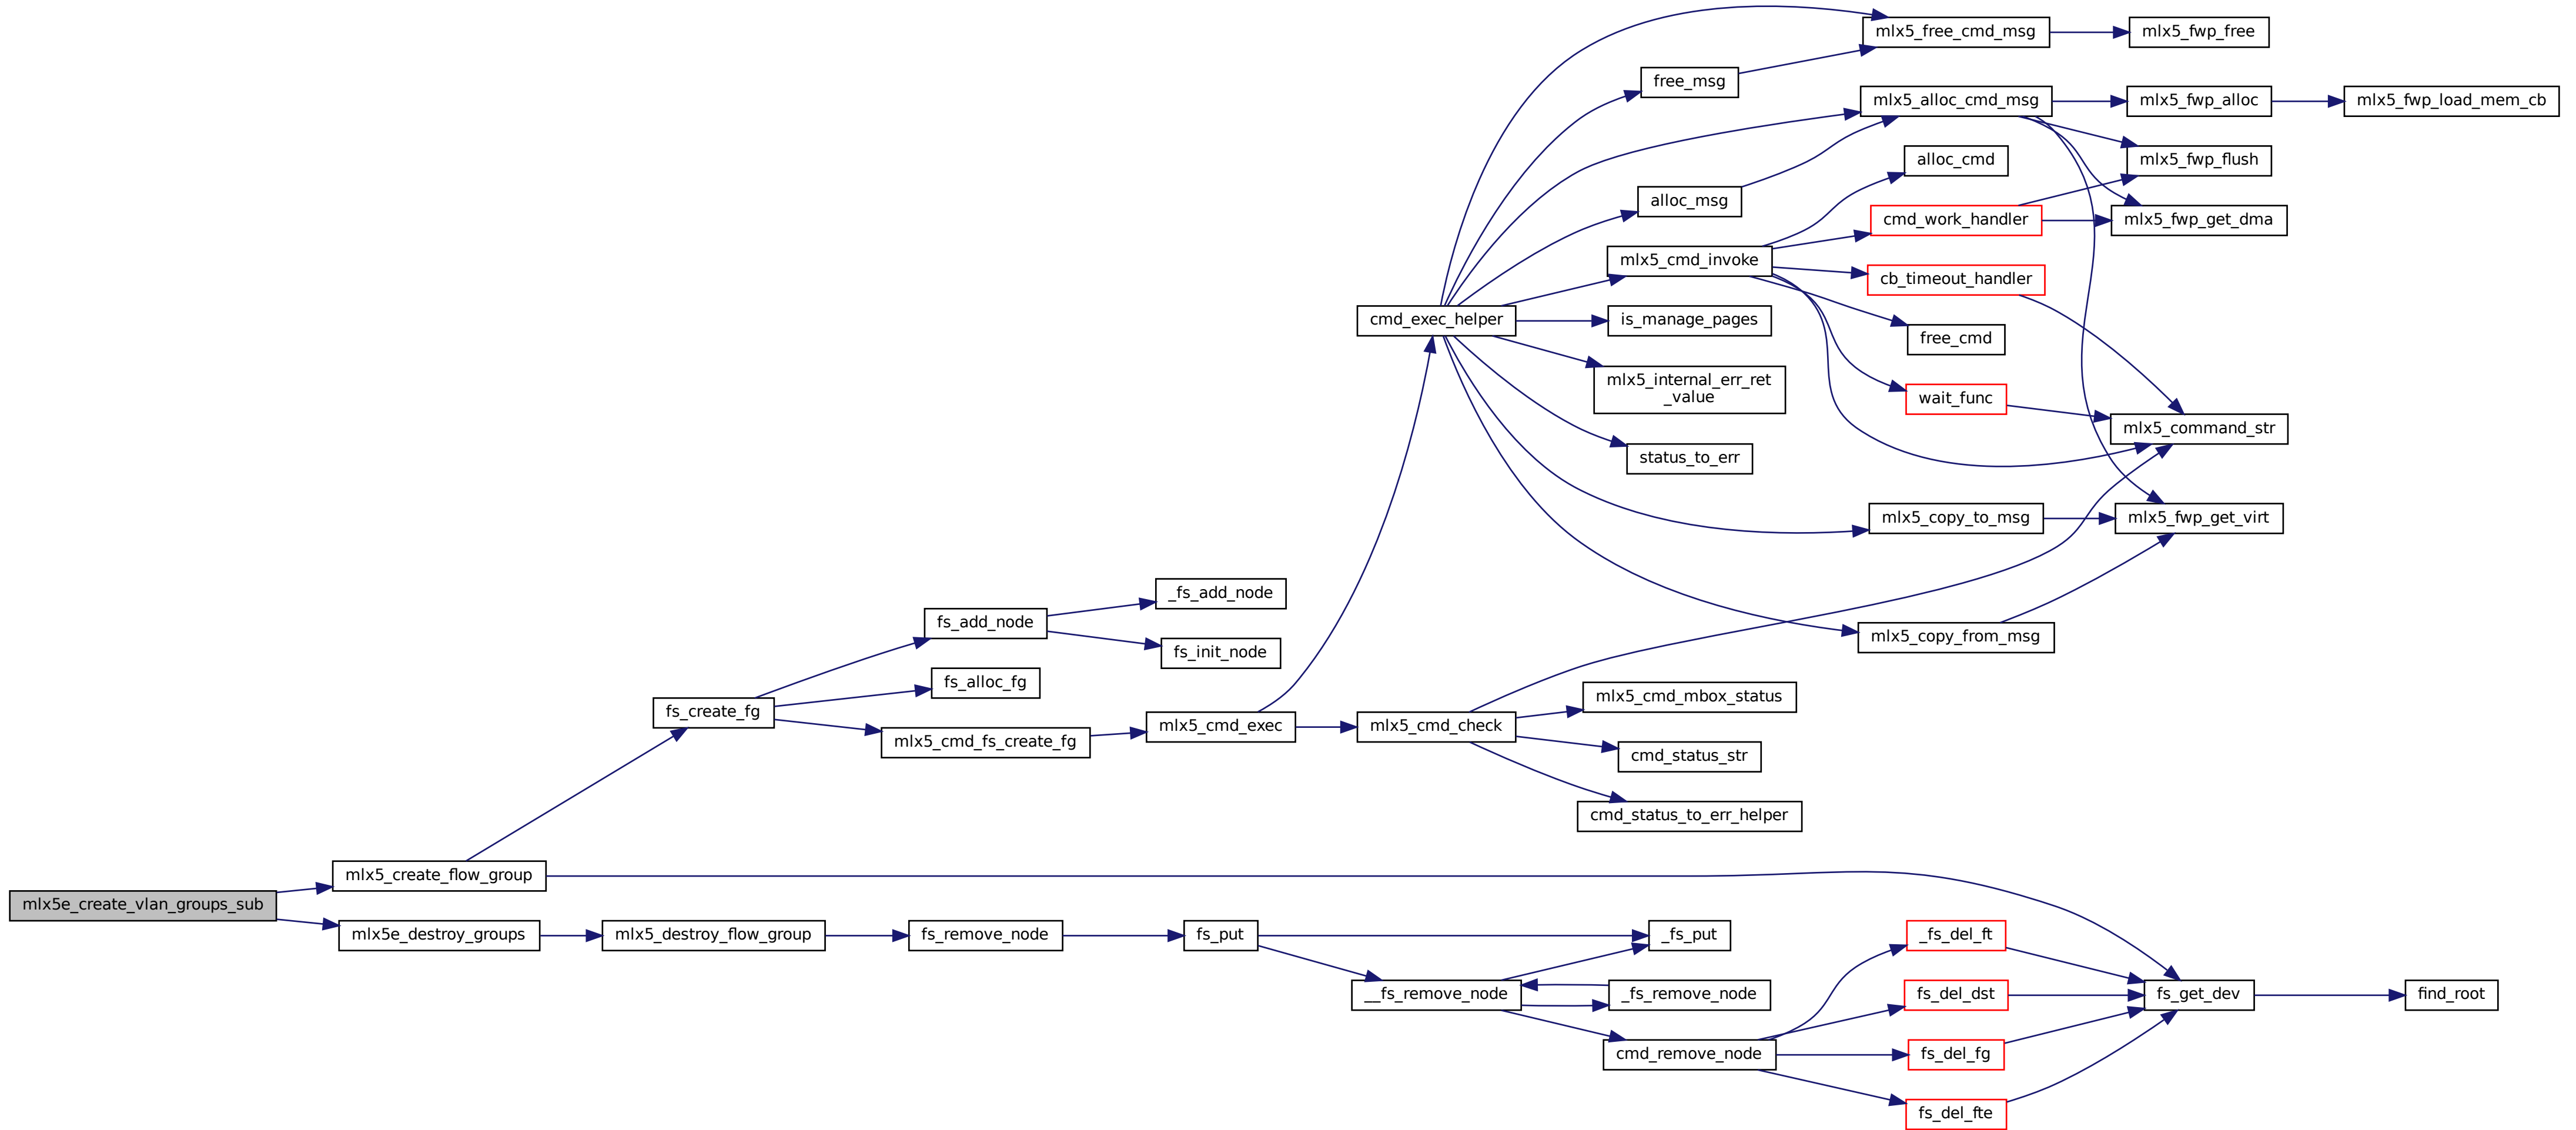 mlx5_free_cmd_msg
mlx5_fwp_free
free_msg
mlx5_alloc_cmd_msg
mlx5_fwp_alloc
mlx5_fwp_load_mem_cb
alloc_cmd
mlx5_fwp_flush
alloc_msg
cmd_work_handler
mlx5_fwp_get_dma
mlx5_cmd_invoke
cb_timeout_handler
cmd_exec_helper
is_manage_pages
free_cmd
mlx5_internal_err_ret
_value
wait_func
mlx5_command_str
status_to_err
mlx5_copy_to_msg
mlx5_fwp_get_virt
_fs_add_node
fs_add_node
mlx5_copy_from_msg
fs_init_node
fs_alloc_fg
mlx5_cmd_mbox_status
fs_create_fg
mlx5_cmd_exec
mlx5_cmd_check
mlx5_cmd_fs_create_fg
cmd_status_str
cmd_status_to_err_helper
mlx5_create_flow_group
mlx5e_create_vlan_groups_sub
mlx5e_destroy_groups
mlx5_destroy_flow_group
fs_remove_node
fs_put
_fs_put
_fs_del_ft
__fs_remove_node
_fs_remove_node
fs_del_dst
fs_get_dev
find_root
cmd_remove_node
fs_del_fg
fs_del_fte